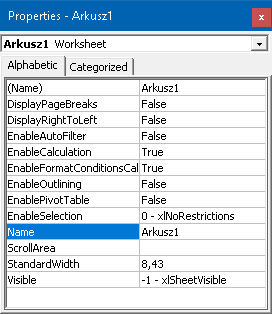 Properties - Arkusz1
x
Arkusz1 Worksheet
Alphabetic Categorized
(Name) Arkusz1
DisplayPageBreaks False
DisplayRightToLeft False
EnableAutoFilter False
EnableCalculation True
EnableFormatConditionsCal True
EnableOutlining False
EnablePivotTable False
EnableSelection 0 - xlNoRestrictions
Name Arkusz1
ScrollArea
StandardWidth 8,43
Visible -1 - xlSheetVisible